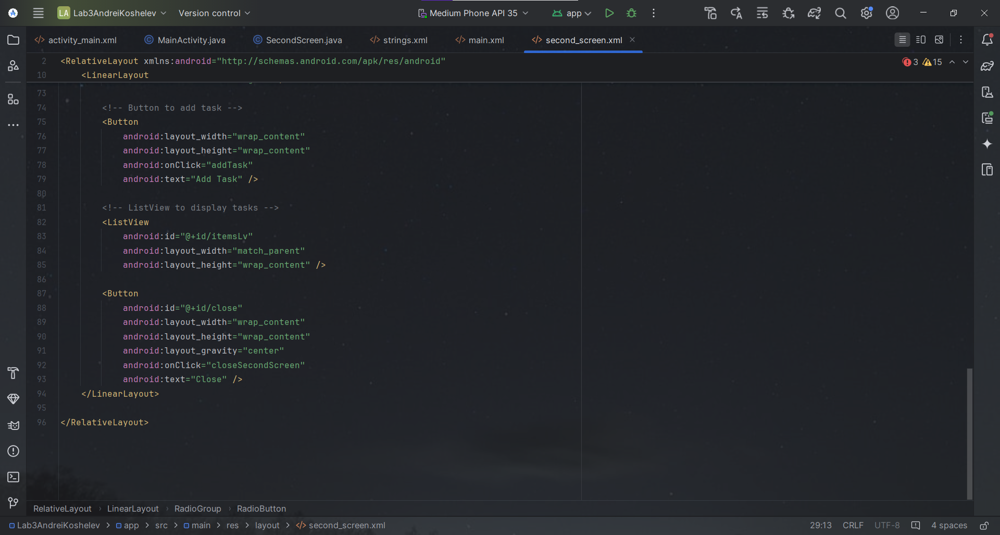 LA Lab3AndreiKoshelev Version control Medium Phone API 35 app
activity_main.xml MainActivity.java SecondScreen.java strings.xml main.xml second_screen.xml
2 <RelativeLayout xmlns:android="http://schemas.android.com/apk/res/android" 3 15
10 <LinearLayout
73
74 <!-- Button to add task -->
75 <Button
76 android:layout_width="wrap_content"
77 android:layout_height="wrap_content"
78 android:onClick="addTask"
79 android:text="Add Task" />
80
81 <!-- ListView to display tasks -->
82 <ListView
83 android:id="@+id/itemsLv"
84 android:layout_width="match_parent"
85 android:layout_height="wrap_content" />
86
87 <Button
88 android:id="@+id/close"
89 android:layout_width="wrap_content"
90 android:layout_height="wrap_content"
91 android:layout_gravity="center"
92 android:onClick="closeSecondScreen"
93 android:text="Close" />
94 </LinearLayout>
95
96 </RelativeLayout>
RelativeLayout › LinearLayout › RadioGroup › RadioButton
Lab3AndreiKoshelev > app > src > main > res > layout > second_screen.xml 29:13 CRLF UTF-8 4 spaces